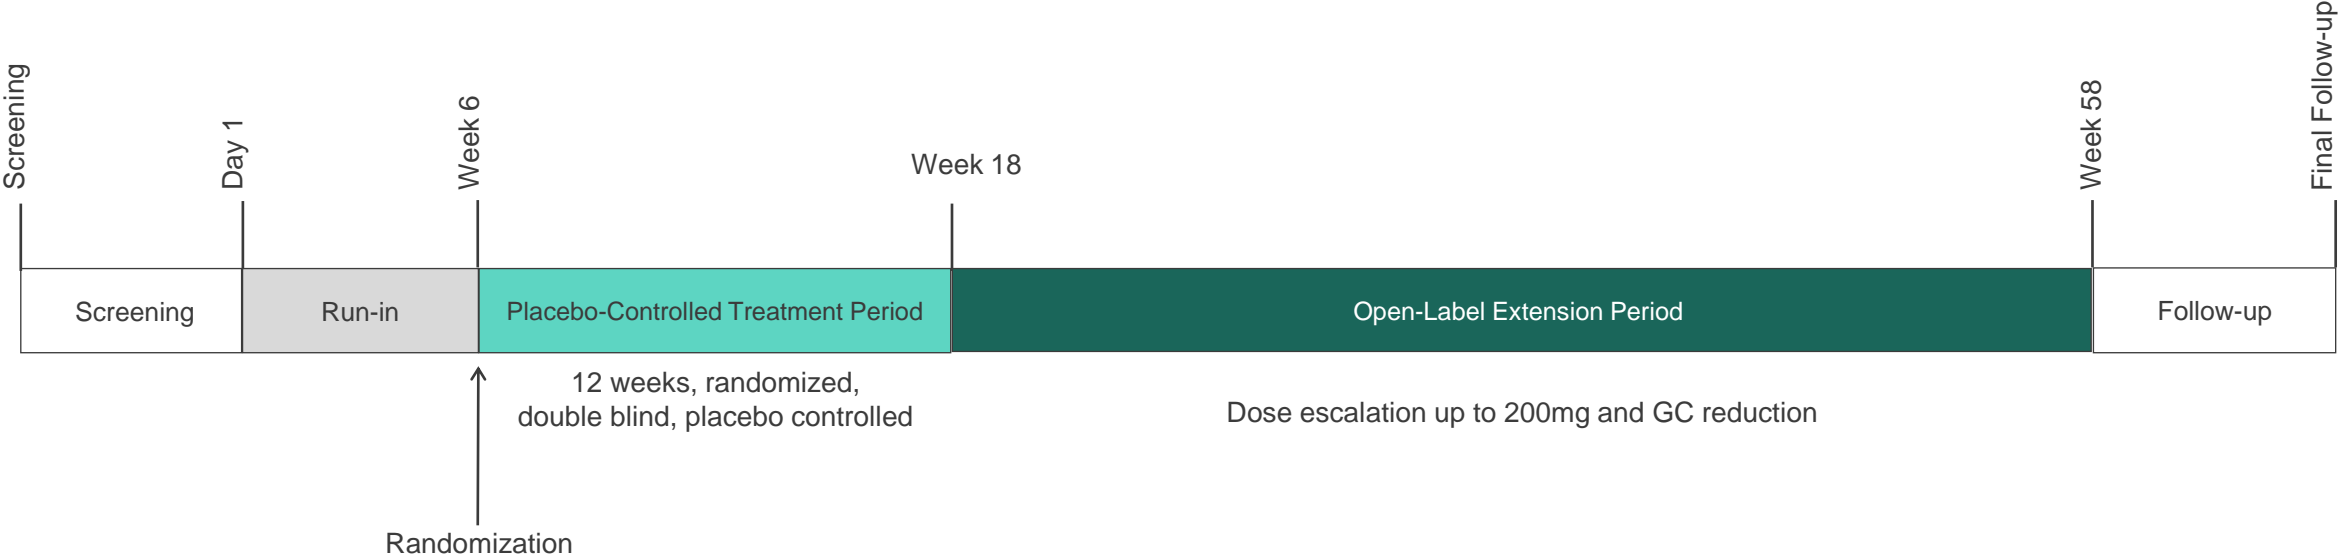 Screening
Day 1
Week 6
Week 18
Week 58
Final Follow-up
Screening
Run-in
Placebo-Controlled Treatment Period
Open-Label Extension Period
Follow-up
12 weeks, randomized,
double blind, placebo controlled
Dose escalation up to 200mg and GC reduction
Randomization